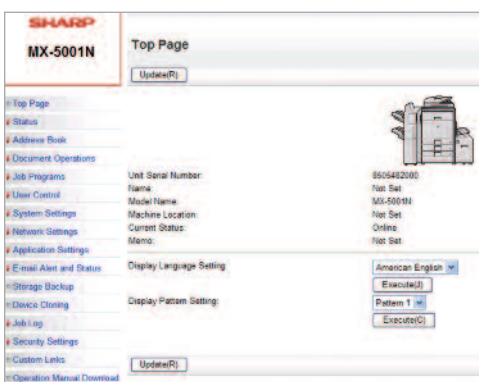 SHARP
MX-5001N
Top Page
Update(R)
Top Page
Status
Address Book
Document Operations
Job Programs
User Control
System Settings
Network Settings
Application Settings
E-mail Alert and Status
Storage Backup
Device Cloning
Job Log
Security Settings
Custom Links
Operation Manual Download
Unit Serial Number: 8505482000
Name: Not Set
Model Name: MX-5001N
Machine Location: Not Set
Current Status: Online
Memo: Not Set
Display Language Setting: American English
Execute(J)
Display Pattern Setting: Pattern 1
Execute(C)
Update(R)